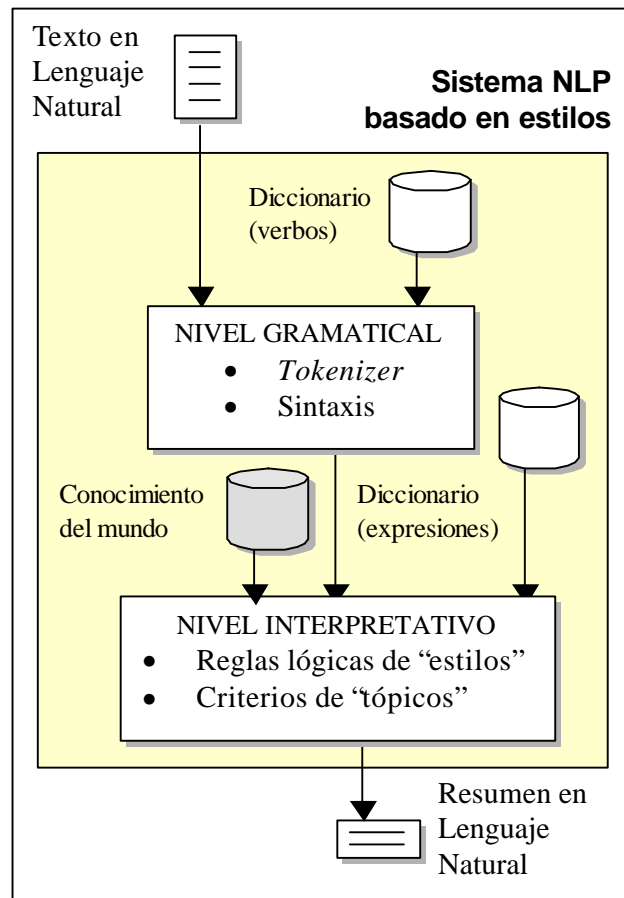 Texto en
Lenguaje
Natural
Sistema NLP
basado en estilos
Diccionario
(verbos)
NIVEL GRAMATICAL
• Tokenizer
• Sintaxis
Conocimiento
del mundo
Diccionario
(expresiones)
NIVEL INTERPRETATIVO
• Reglas lógicas de “estilos”
• Criterios de “tópicos”
Resumen en
Lenguaje
Natural